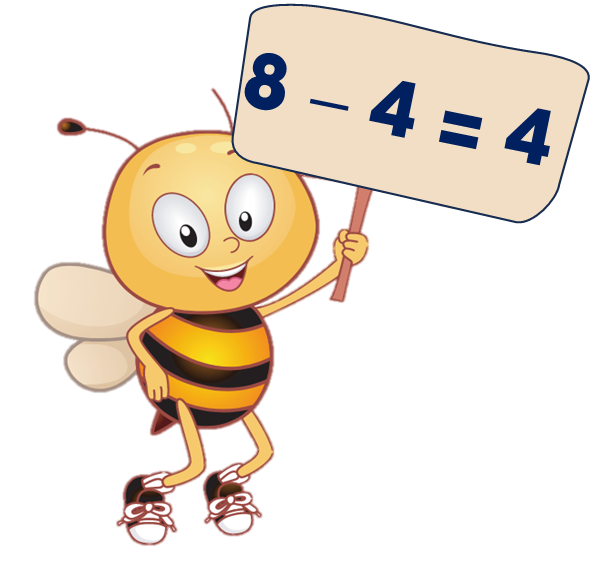 8 – 4 = 4